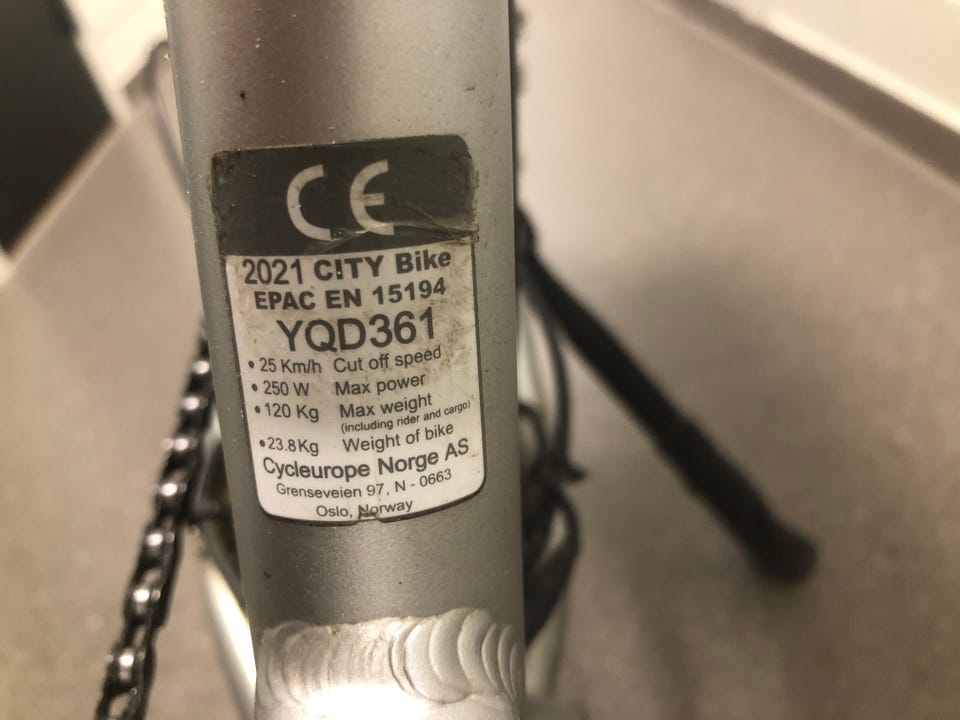 CE
2021 CITY Bike
EPAC EN 15194
YQD361
• 25 Km/h Cut off speed
• 250 W Max power
• 120 Kg Max weight
(including rider and cargo)
• 23.8Kg Weight of bike
Cycleurope Norge AS
Grenseveien 97, N - 0663
Oslo, Norway